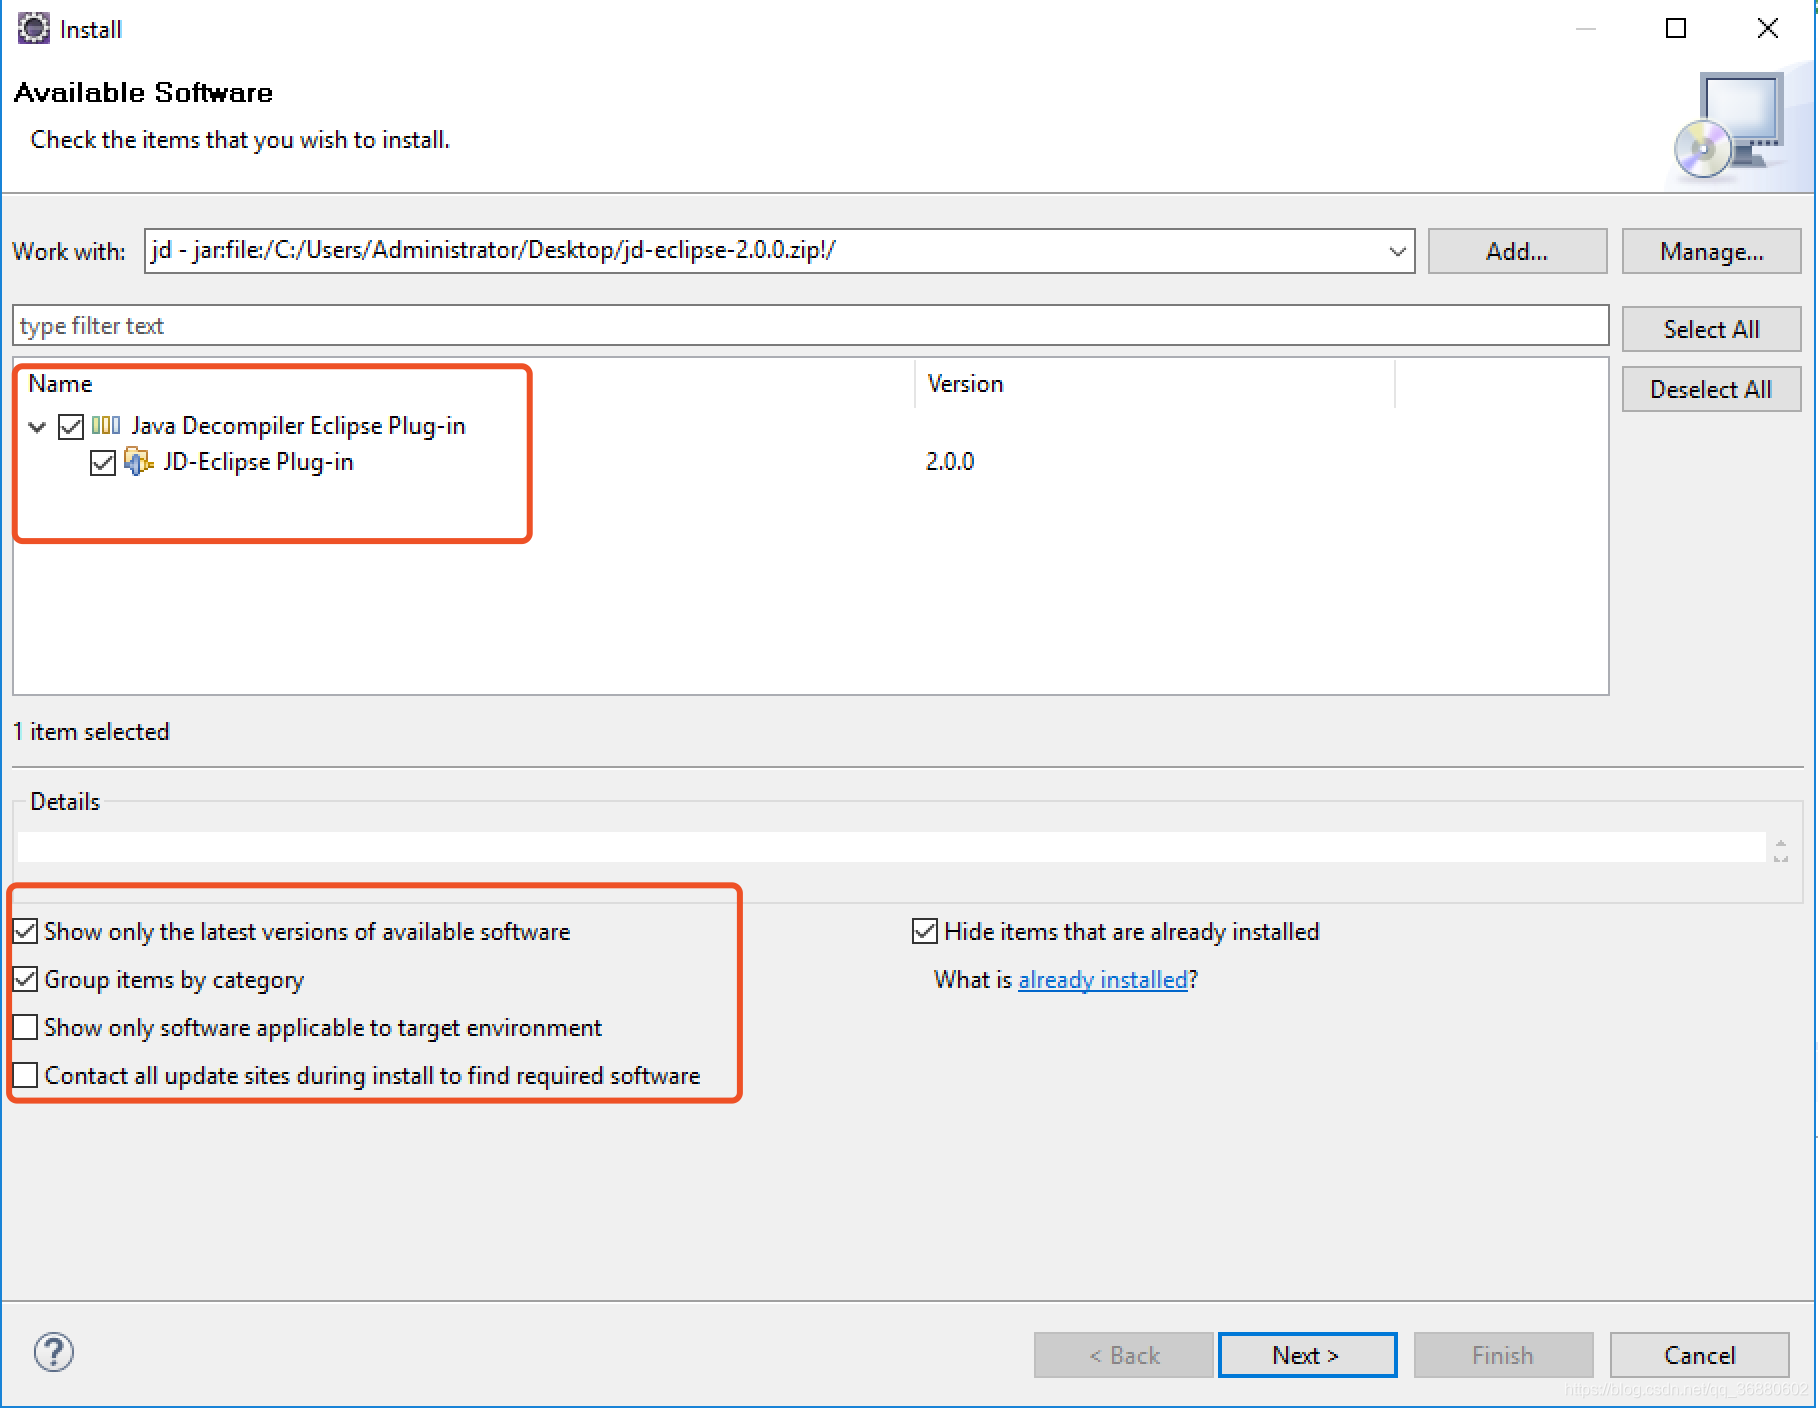 Install
Available Software
Check the items that you wish to install.
Work with: jd - jar:file:/C:/Users/Administrator/Desktop/jd-eclipse-2.0.0.zip!/ Add... Manage...
type filter text Select All
Name Version Deselect All
Java Decompiler Eclipse Plug-in
JD-Eclipse Plug-in 2.0.0
1 item selected
Details
Show only the latest versions of available software Hide items that are already installed
Group items by category What is already installed?
Show only software applicable to target environment
Contact all update sites during install to find required software
< Back Next > Finish Cancel
https://blog.csdn.net/qq_36880602